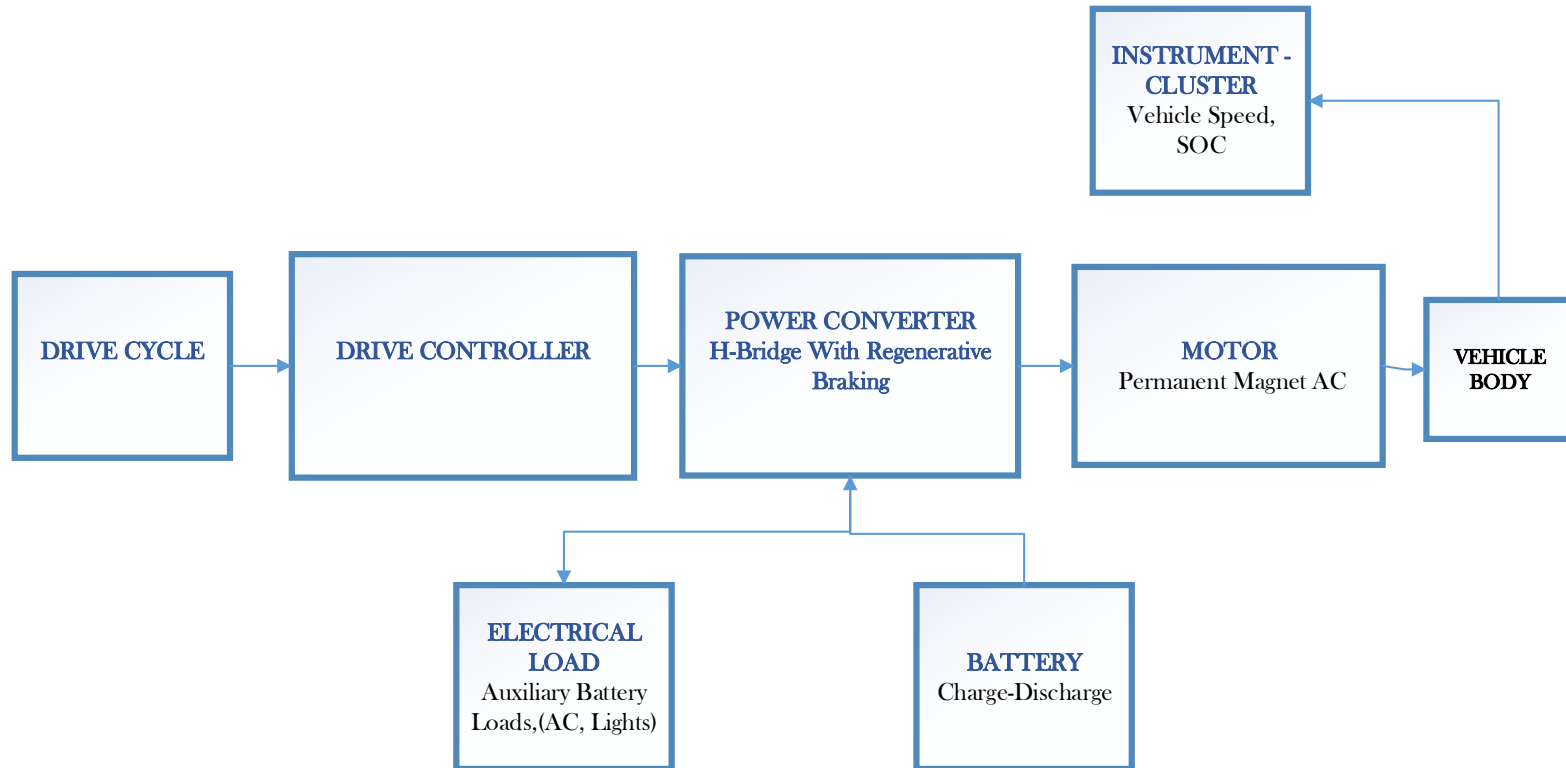 INSTRUMENT -
CLUSTER
Vehicle Speed,
SOC
DRIVE CYCLE
DRIVE CONTROLLER
POWER CONVERTER
H-Bridge With Regenerative
Braking
MOTOR
Permanent Magnet AC
VEHICLE
BODY
ELECTRICAL
LOAD
Auxiliary Battery
Loads,(AC, Lights)
BATTERY
Charge-Discharge